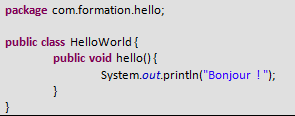 package com.formation.hello;
public class HelloWorld {
public void hello() {
System.out.println("Bonjour !");
}
}